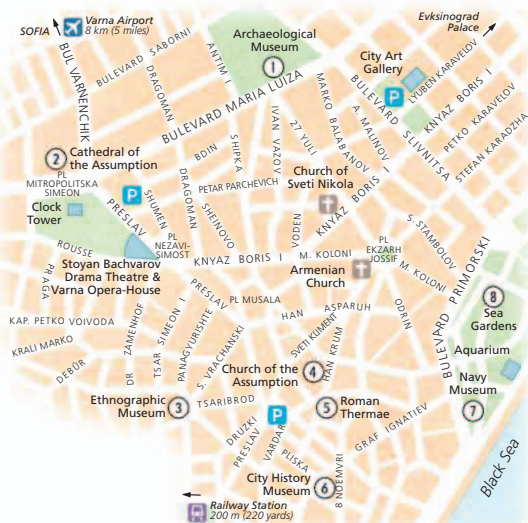 SOFIA
Varna Airport
8 km (5 miles)
Evksinograd
Palace
BUL VARNENCHIK
BULEVARD SABORNI
DRAGOMAN
ANTIM I
Archaeological
Museum
1
City Art
Gallery
P
LYUBEN KARAVELOV
BULEVARD SLIVNITSA
KNYAZ BORIS I
PETKO KARAVELOV
STEFAN KARADZHA
BULEVARD MARIA LUIZA
IVAN VAZOV
27 YULI
MARKO BALABANOV
A. MALINOV
2
Cathedral of
the Assumption
PL
MITROPOLITSKA
SIMEON
BDIN
SHIPKA
PETAR PARCHEVICH
Church of
Sveti Nikola
KNYAZ BORIS I
Clock
Tower
P
PRESLAV
SHUMEN
DRAGOMAN
SHEINOVO
VODEN
PL
NEZAVI-
SIMOST
KNYAZ BORIS I
M. KOLONI
PL
EKZARH
JOSSIF
S. STAMBOLOV
M. KOLONI
BULEVARD PRIMORSKI
ROUSSE
PRAGA
Stoyan Bachvarov
Drama Theatre &
Varna Opera-House
Armenian
Church
8
Sea
Gardens
PRESLAV
PL MUSALA
HAN ASPARUH
ODRIN
KAP. PETKO VOIVODA
KRALI MARKO
DEBŬR
DR ZAMENHOF
TSAR SIMEON I
PANAGYURISHTE
S. VRACHANSKI
SVETI KLIMENT
HAN KRUM
Aquarium
Church of the
Assumption
4
Navy
Museum
7
Ethnographic
Museum
3
TSARIBROD
P
5
Roman
Thermae
GRAF IGNATIEV
DRUZKI
PRESLAV
VARDAR
PLISKA
City History
Museum
6
8 NOEMVRI
Black Sea
Railway Station
200 m (220 yards)